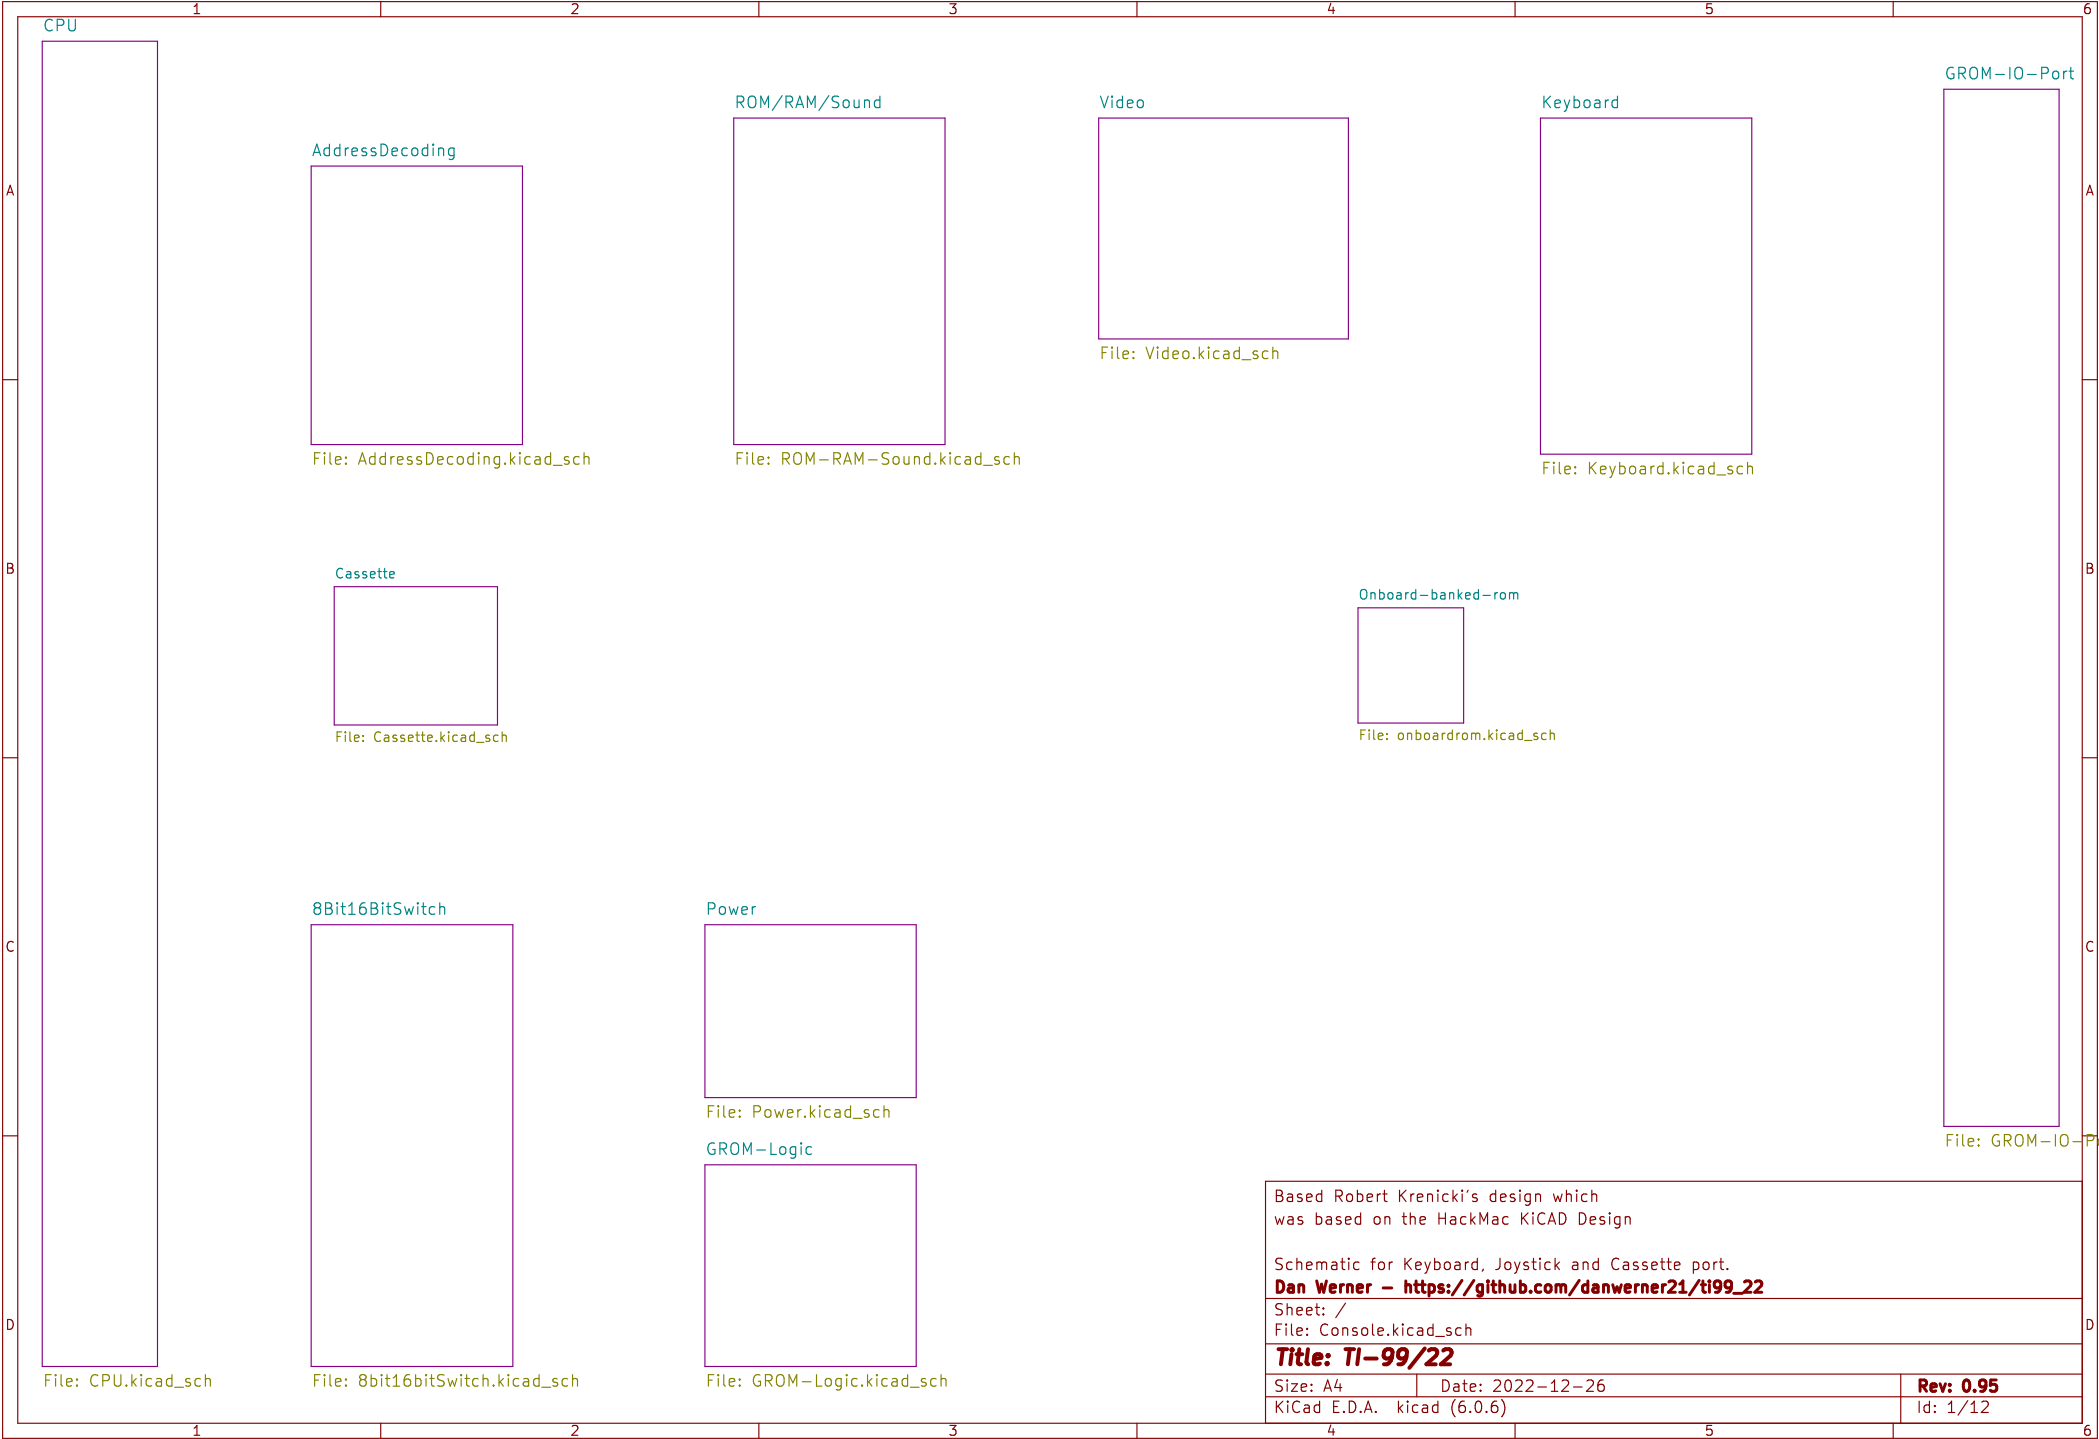 1 2 3 4 5 6
CPU
GROM-IO-Port
ROM/RAM/Sound
Video
Keyboard
AddressDecoding
A A
File: Video.kicad_sch
File: AddressDecoding.kicad_sch
File: ROM-RAM-Sound.kicad_sch
File: Keyboard.kicad_sch
B B
Cassette
Onboard-banked-rom
File: Cassette.kicad_sch
File: onboardrom.kicad_sch
8Bit16BitSwitch
Power
C C
File: Power.kicad_sch
File: GROM-IO-P
GROM-Logic
Based Robert Krenicki's design which
was based on the HackMac KiCAD Design
Schematic for Keyboard, Joystick and Cassette port.
Dan Werner - https://github.com/danwerner21/ti99_22
Sheet: /
D D
File: Console.kicad_sch
Title: TI-99/22
File: CPU.kicad_sch
File: 8bit16bitSwitch.kicad_sch
File: GROM-Logic.kicad_sch
Size: A4 Date: 2022-12-26 Rev: 0.95
KiCad E.D.A. kicad (6.0.6) Id: 1/12
1 2 3 4 5 6